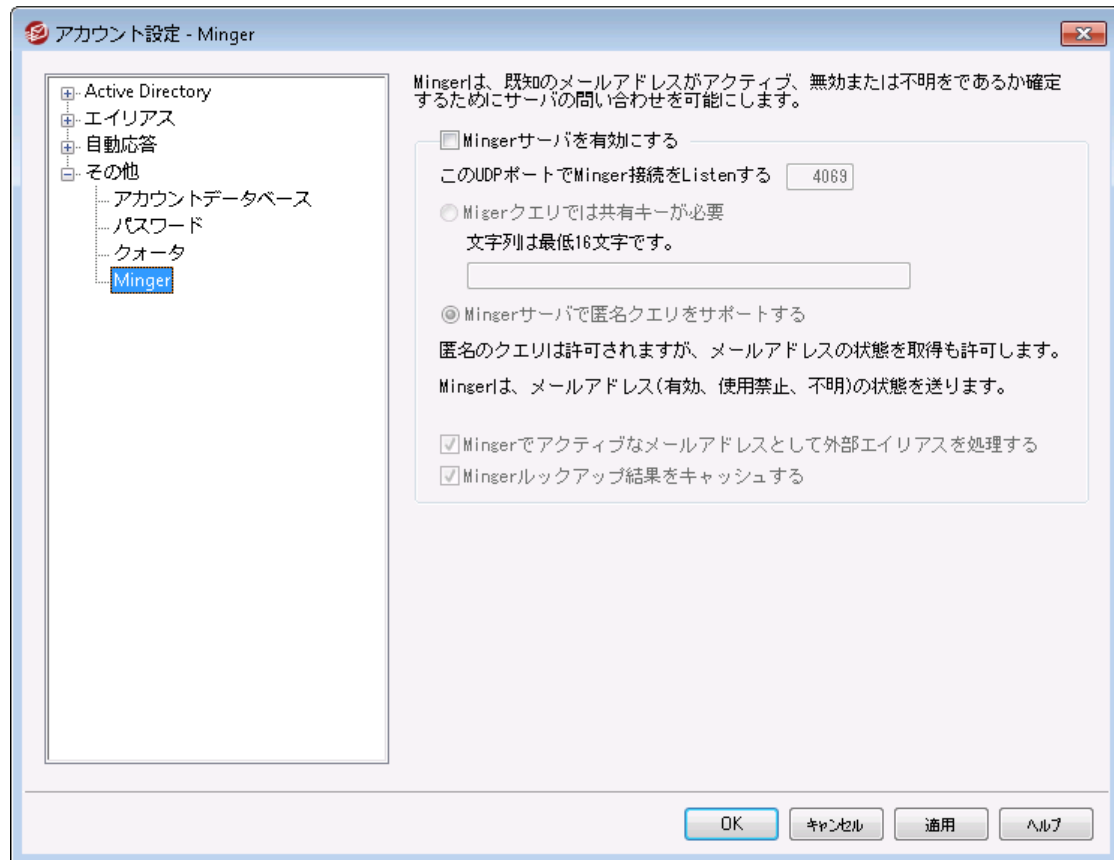 アカウント設定 - Minger
Active Directory
エイリアス
自動応答
その他
アカウントデータベース
パスワード
クォータ
Minger
Mingerは、既知のメールアドレスがアクティブ、無効または不明をであるか確定
するためにサーバの問い合わせを可能にします。
Mingerサーバを有効にする
このUDPポートでMinger接続をListenする 4069
Migerクエリでは共有キーが必要
文字列は最低16文字です。
Mingerサーバで匿名クエリをサポートする
匿名のクエリは許可されますが、メールアドレスの状態を取得も許可します。
Mingerは、メールアドレス(有効、使用禁止、不明)の状態を送ります。
Mingerでアクティブなメールアドレスとして外部エイリアスを処理する
Mingerルックアップ結果をキャッシュする
OK キャンセル 適用 ヘルプ